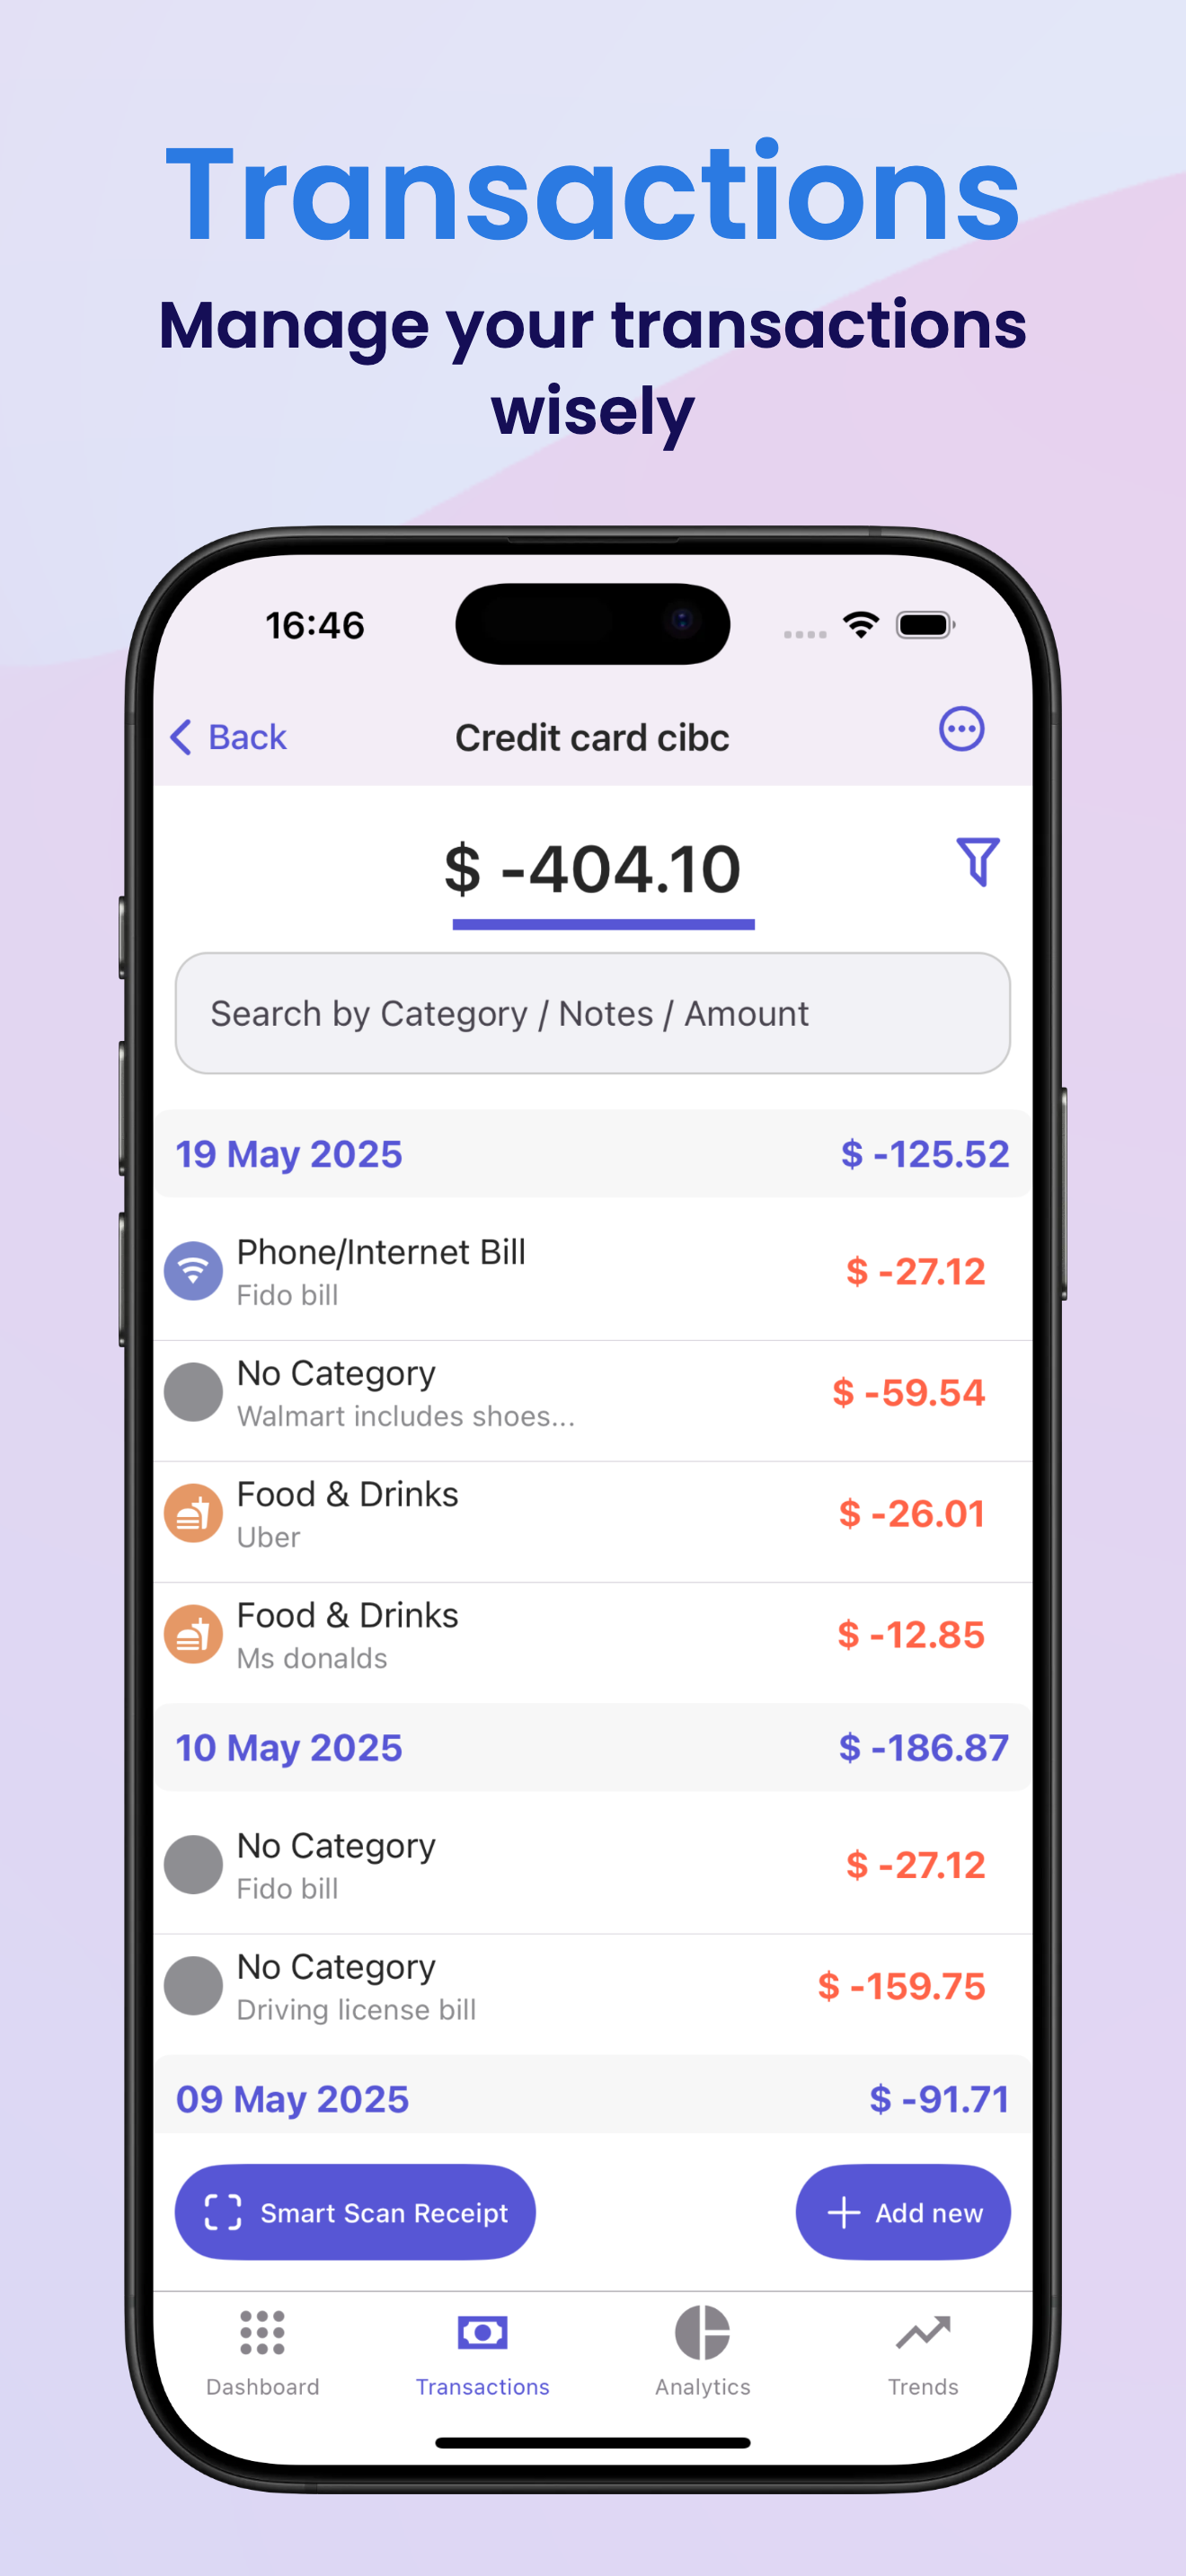 Transactions
Manage your transactions
wisely
16:46
Back
Credit card cibc
$ -404.10
Search by Category / Notes / Amount
19 May 2025 $ -125.52
Phone/Internet Bill
Fido bill
$ -27.12
No Category
Walmart includes shoes...
$ -59.54
Food & Drinks
Uber
$ -26.01
Food & Drinks
Ms donalds
$ -12.85
10 May 2025 $ -186.87
No Category
Fido bill
$ -27.12
No Category
Driving license bill
$ -159.75
09 May 2025 $ -91.71
Smart Scan Receipt
Add new
Dashboard Transactions Analytics Trends